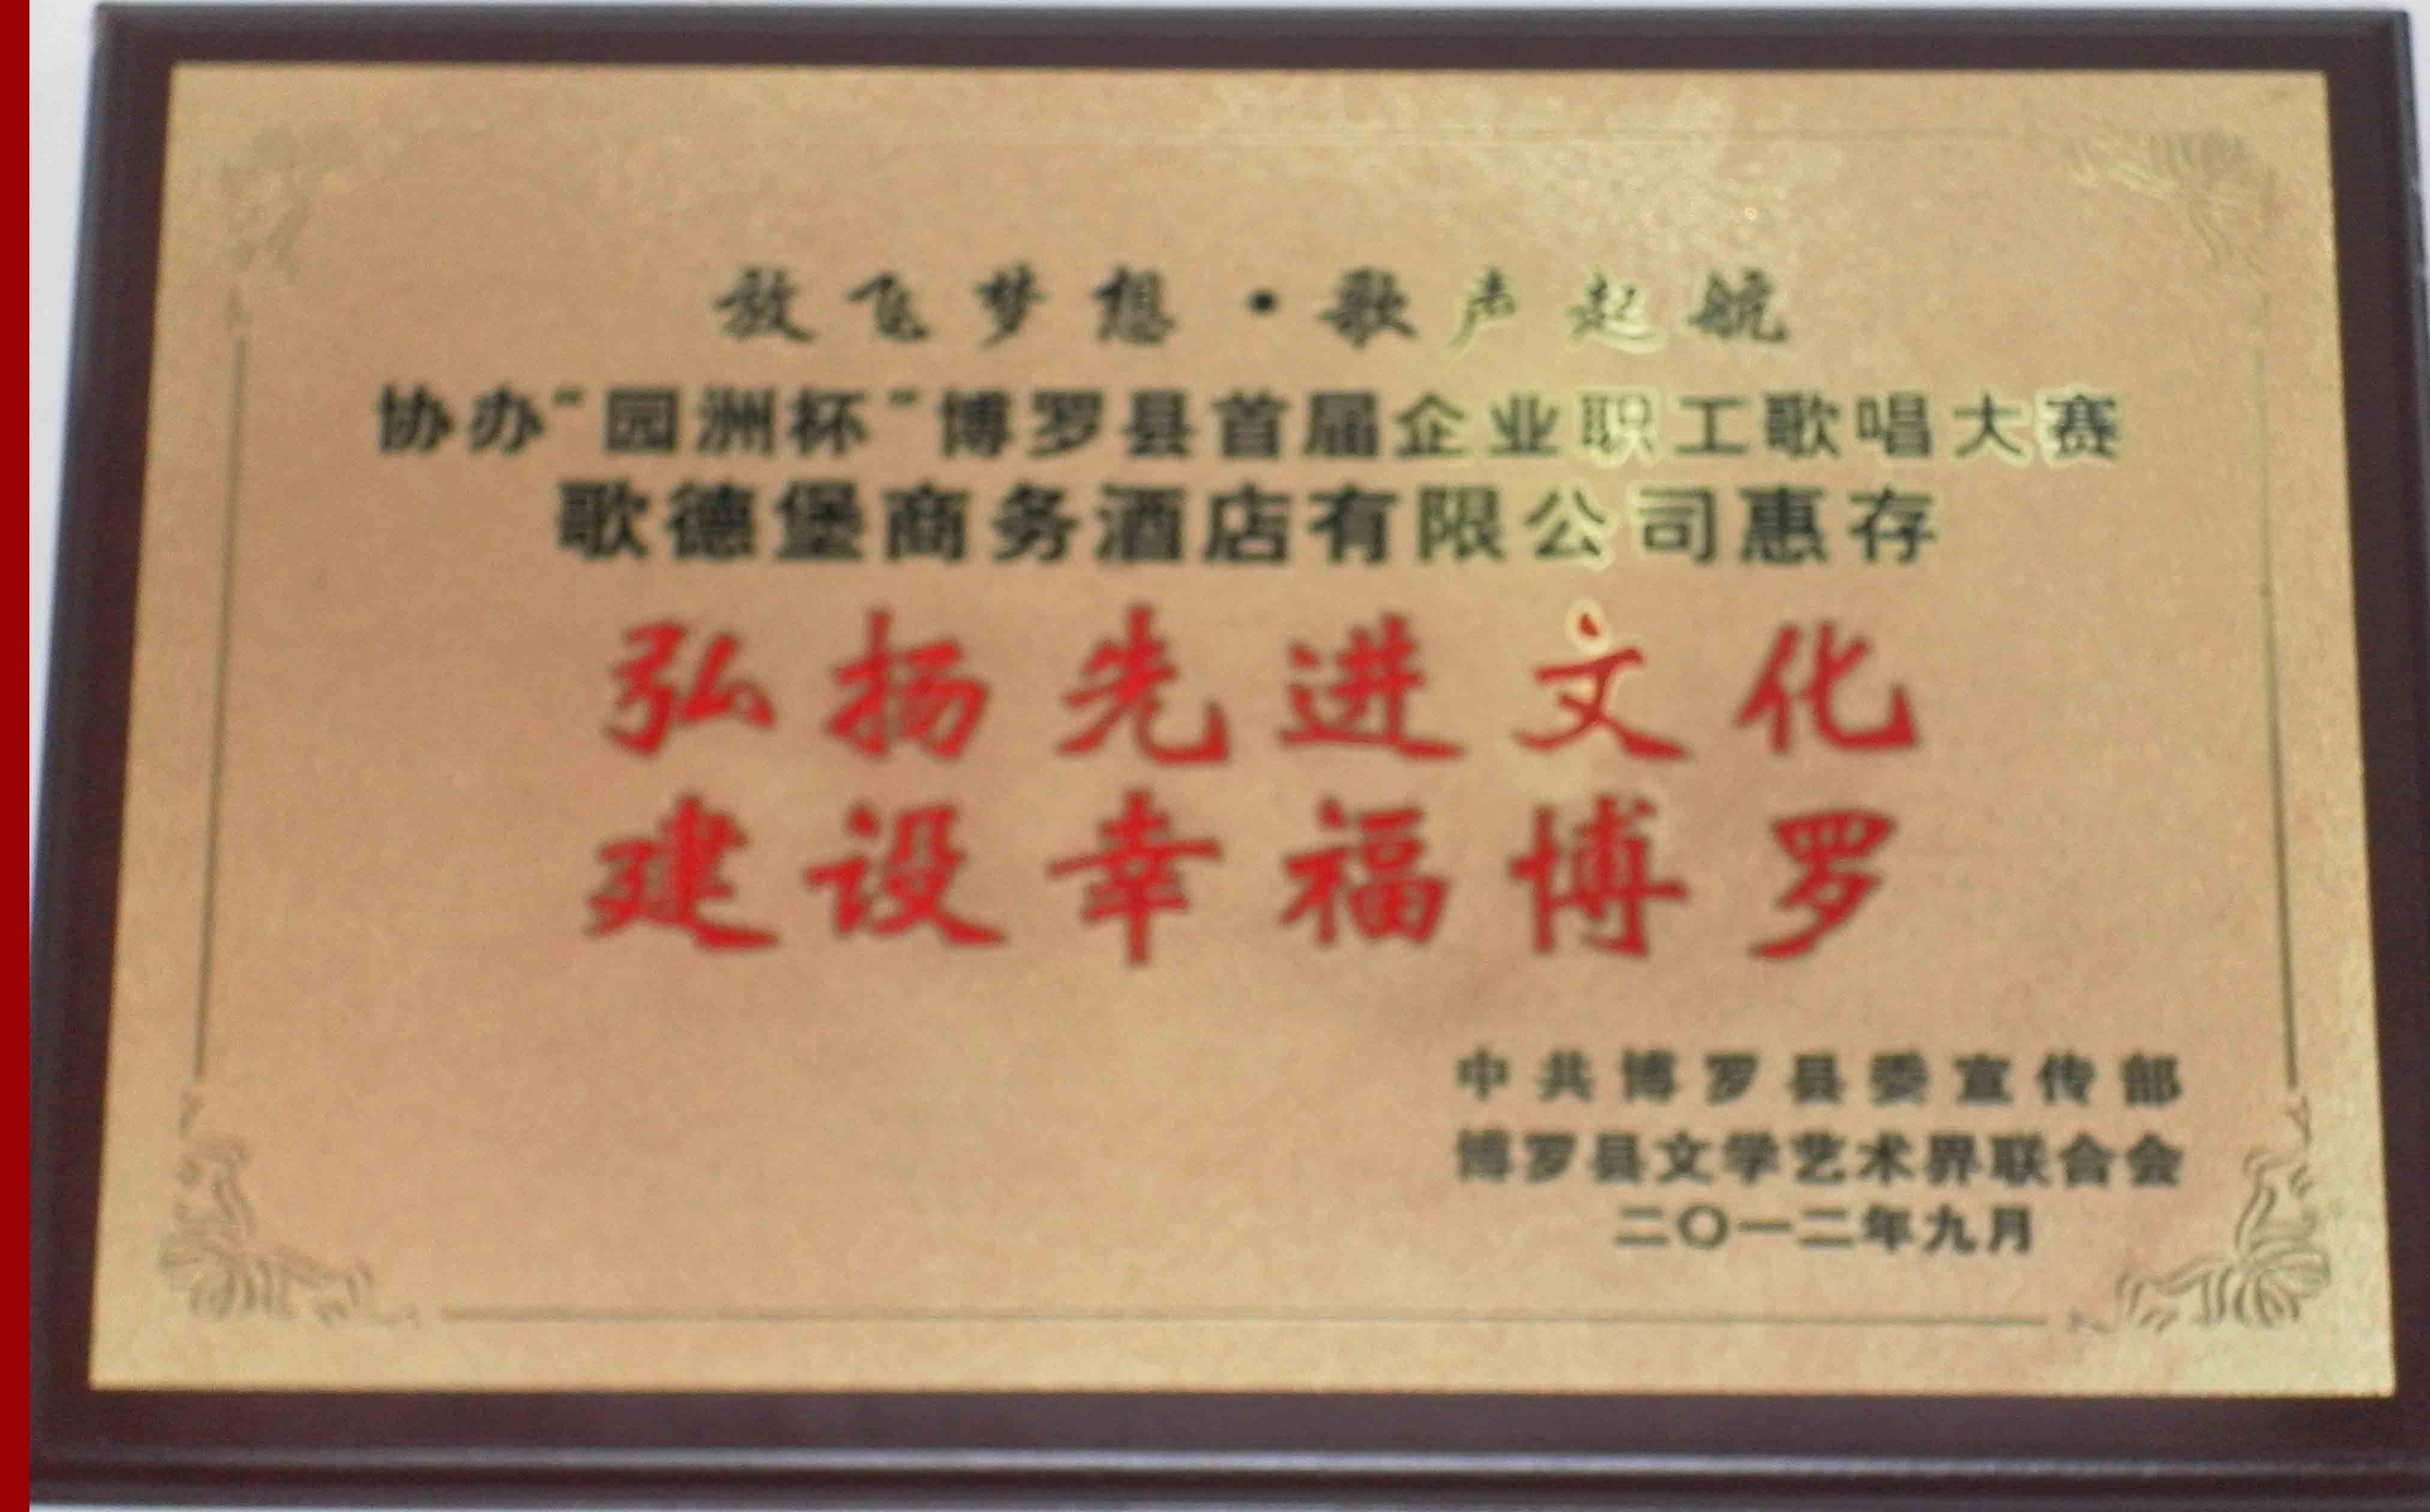 放飞梦想·歌声起航
协办“园洲杯”博罗县首届企业职工歌唱大赛
歌德堡商务酒店有限公司惠存
弘扬先进文化
建设幸福博罗
中共博罗县委宣传部
博罗县文学艺术界联合会
二〇一二年九月